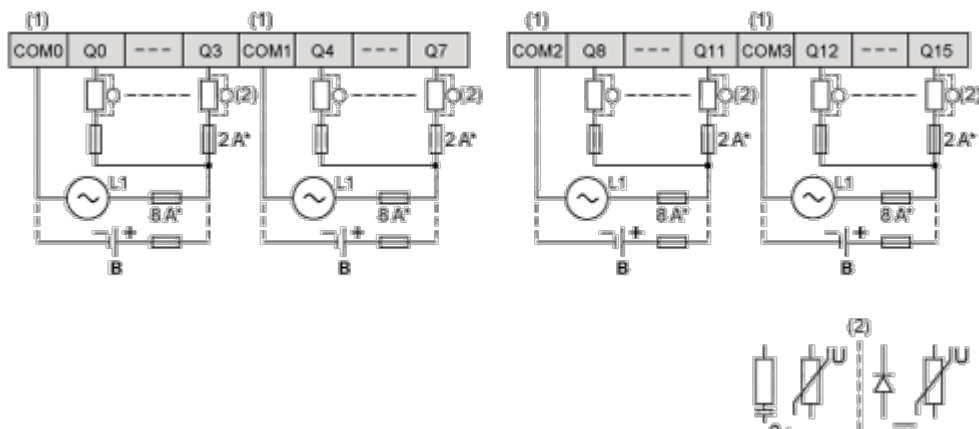 (1) (1) (1) (1)
COM0 Q0 --- Q3 COM1 Q4 --- Q7 COM2 Q8 --- Q11 COM3 Q12 --- Q15
(2) (2) (2) (2)
2 A* 2 A* 2 A* 2 A*
L1 L1 L1 L1
8 A* 8 A* 8 A* 8 A*
+ + + +
B B B B
(2)
U U